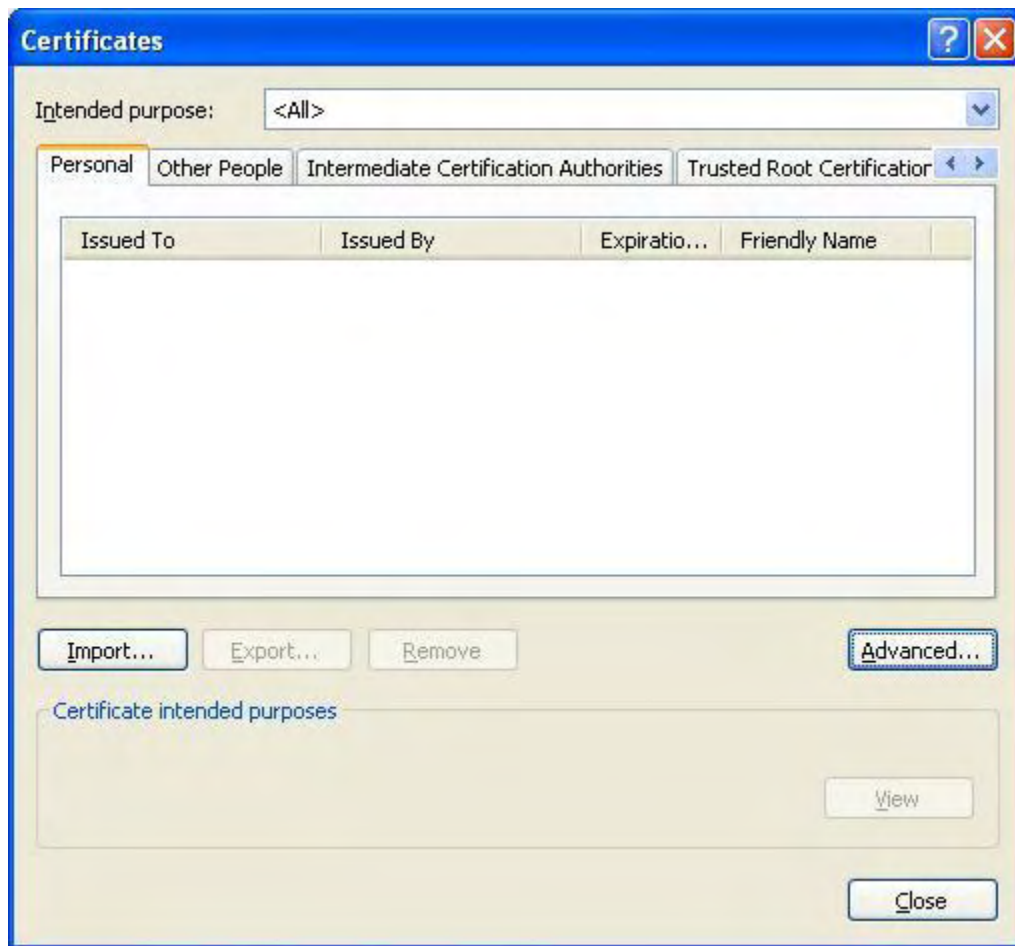 Certificates
Intended purpose: <All>
Personal Other People Intermediate Certification Authorities Trusted Root Certification
Issued To Issued By Expiratio... Friendly Name
Import... Export... Remove Advanced...
Certificate intended purposes
View
Close